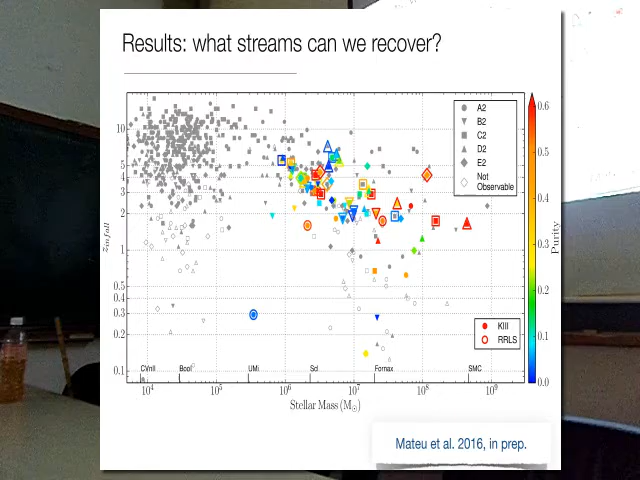 Results: what streams can we recover?
A2
B2
C2
D2
E2
Not
Observable
10
5
4
3
2
1
0.5
0.4
0.3
0.2
0.1
z_infall
CVnII
BooI
UMi
Scl
Fornax
SMC
10^4
10^5
10^6
10^7
10^8
10^9
Stellar Mass (M⊙)
KIII
RRLS
0.6
0.5
0.4
0.3
0.2
0.1
0.0
Purity
Mateu et al. 2016, in prep.